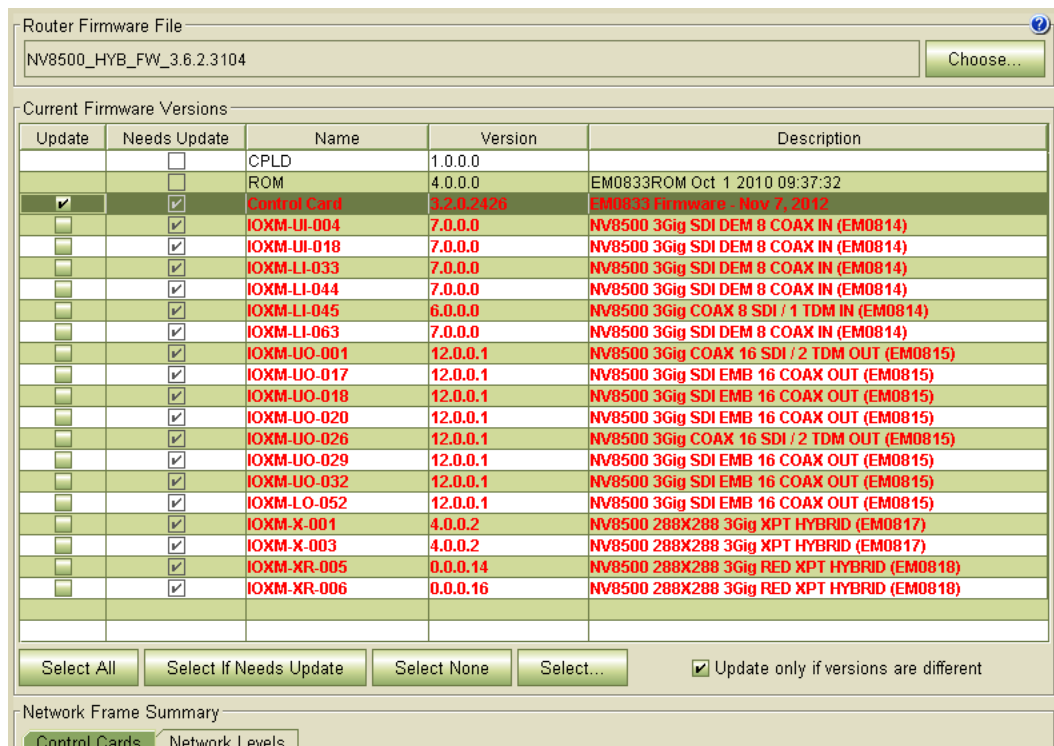 Router Firmware File
?
NV8500_HYB_FW_3.6.2.3104 Choose...
Current Firmware Versions
Update Needs Update Name Version Description
CPLD 1.0.0.0
ROM 4.0.0.0 EM0833ROM Oct 1 2010 09:37:32
Control Card 3.2.0.2426 EM0833 Firmware - Nov 7, 2012
IOXM-UI-004 7.0.0.0 NV8500 3Gig SDI DEM 8 COAX IN (EM0814)
IOXM-UI-018 7.0.0.0 NV8500 3Gig SDI DEM 8 COAX IN (EM0814)
IOXM-LI-033 7.0.0.0 NV8500 3Gig SDI DEM 8 COAX IN (EM0814)
IOXM-LI-044 7.0.0.0 NV8500 3Gig SDI DEM 8 COAX IN (EM0814)
IOXM-LI-045 6.0.0.0 NV8500 3Gig COAX 8 SDI / 1 TDM IN (EM0814)
IOXM-LI-063 7.0.0.0 NV8500 3Gig SDI DEM 8 COAX IN (EM0814)
IOXM-UO-001 12.0.0.1 NV8500 3Gig COAX 16 SDI / 2 TDM OUT (EM0815)
IOXM-UO-017 12.0.0.1 NV8500 3Gig SDI EMB 16 COAX OUT (EM0815)
IOXM-UO-018 12.0.0.1 NV8500 3Gig SDI EMB 16 COAX OUT (EM0815)
IOXM-UO-020 12.0.0.1 NV8500 3Gig SDI EMB 16 COAX OUT (EM0815)
IOXM-UO-026 12.0.0.1 NV8500 3Gig COAX 16 SDI / 2 TDM OUT (EM0815)
IOXM-UO-029 12.0.0.1 NV8500 3Gig SDI EMB 16 COAX OUT (EM0815)
IOXM-UO-032 12.0.0.1 NV8500 3Gig SDI EMB 16 COAX OUT (EM0815)
IOXM-LO-052 12.0.0.1 NV8500 3Gig SDI EMB 16 COAX OUT (EM0815)
IOXM-X-001 4.0.0.2 NV8500 288X288 3Gig XPT HYBRID (EM0817)
IOXM-X-003 4.0.0.2 NV8500 288X288 3Gig XPT HYBRID (EM0817)
IOXM-XR-005 0.0.0.14 NV8500 288X288 3Gig RED XPT HYBRID (EM0818)
IOXM-XR-006 0.0.0.16 NV8500 288X288 3Gig RED XPT HYBRID (EM0818)
Select All Select If Needs Update Select None Select... Update only if versions are different
Network Frame Summary
Control Cards Network Levels